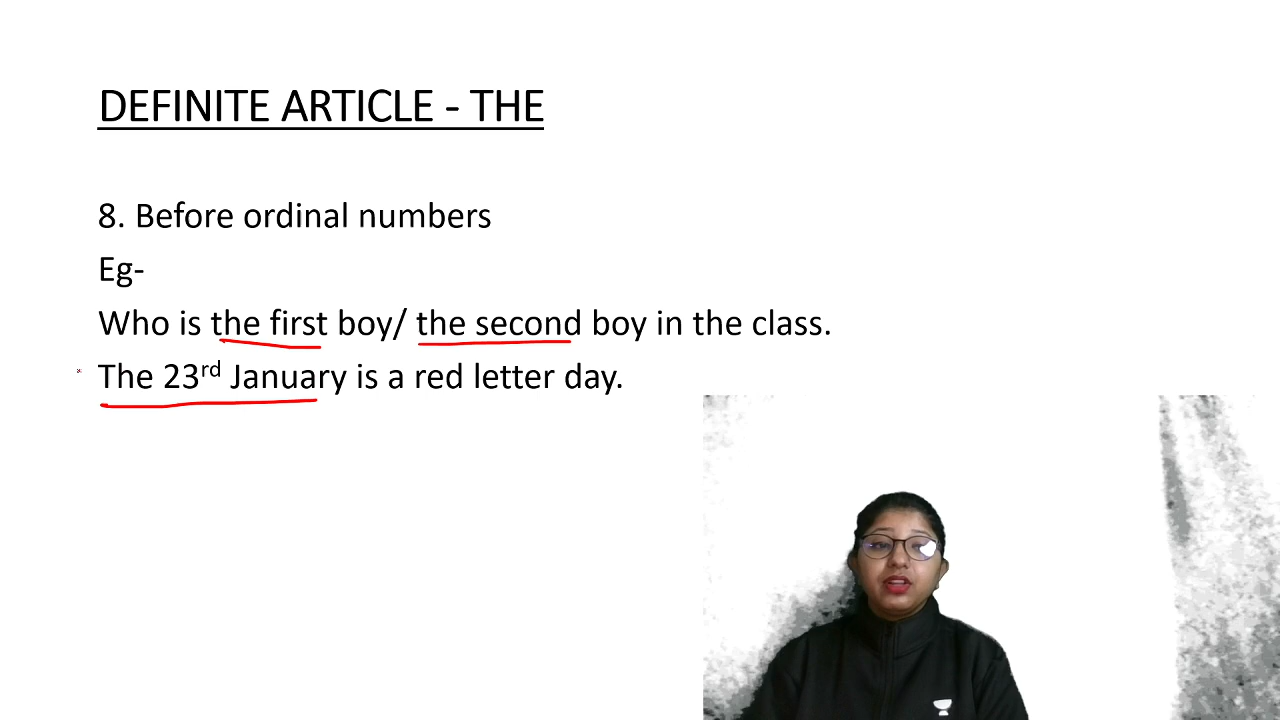 DEFINITE ARTICLE - THE
8. Before ordinal numbers
Eg-
Who is the first boy/ the second boy in the class.
The 23rd January is a red letter day.